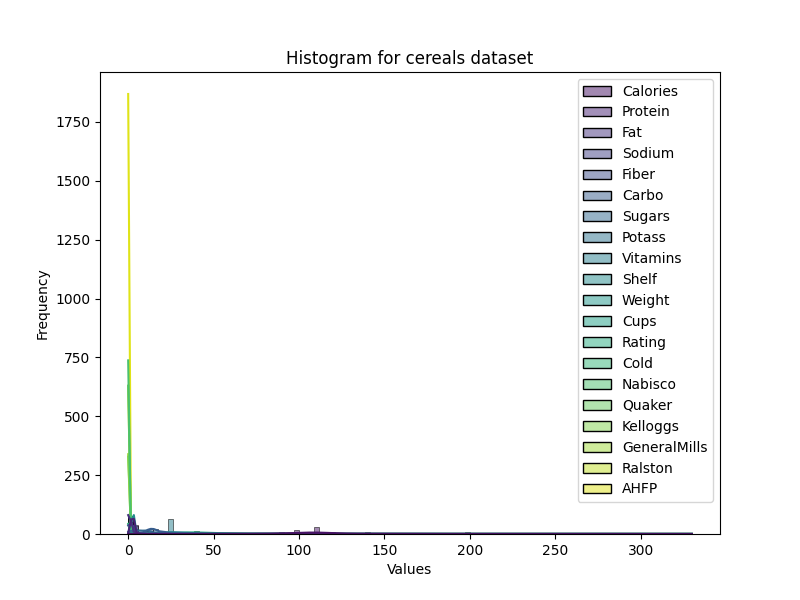 Histogram for cereals dataset
Frequency
1750
1500
1250
1000
750
500
250
0
0
50
100
150
200
250
300
Values
Calories
Protein
Fat
Sodium
Fiber
Carbo
Sugars
Potass
Vitamins
Shelf
Weight
Cups
Rating
Cold
Nabisco
Quaker
Kelloggs
GeneralMills
Ralston
AHFP